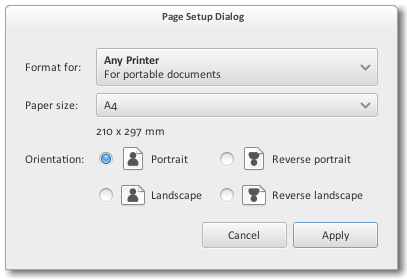 Page Setup Dialog
Format for:
Any Printer
For portable documents
Paper size:
A4
210 x 297 mm
Orientation:
Portrait
Reverse portrait
Landscape
Reverse landscape
Cancel
Apply